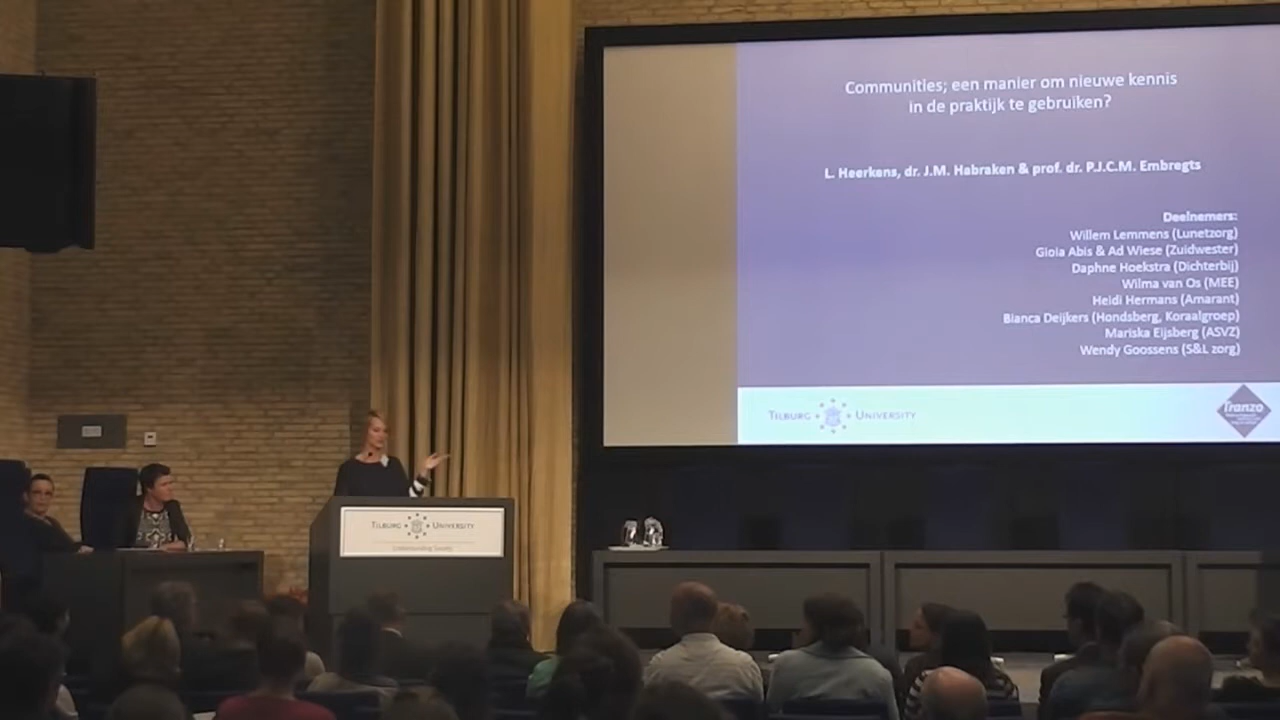 Communities; een manier om nieuwe kennis
in de praktijk te gebruiken?
L. Heerkens, dr. J.M. Habraken & prof. dr. P.J.C.M. Embregts
Deelnemers:
Willem Lemmens (Lunetzorg)
Gioia Abis & Ad Wiese (Zuidwester)
Daphne Hoekstra (Dichterbij)
Wilma van Os (MEE)
Heidi Hermans (Amarant)
Bianca Deijkers (Hondsberg, Koraalgroep)
Mariska Eijsberg (ASVZ)
Wendy Goossens (S&L zorg)
TILBURG UNIVERSITY
Tranzo
TILBURG UNIVERSITY
Understanding Society